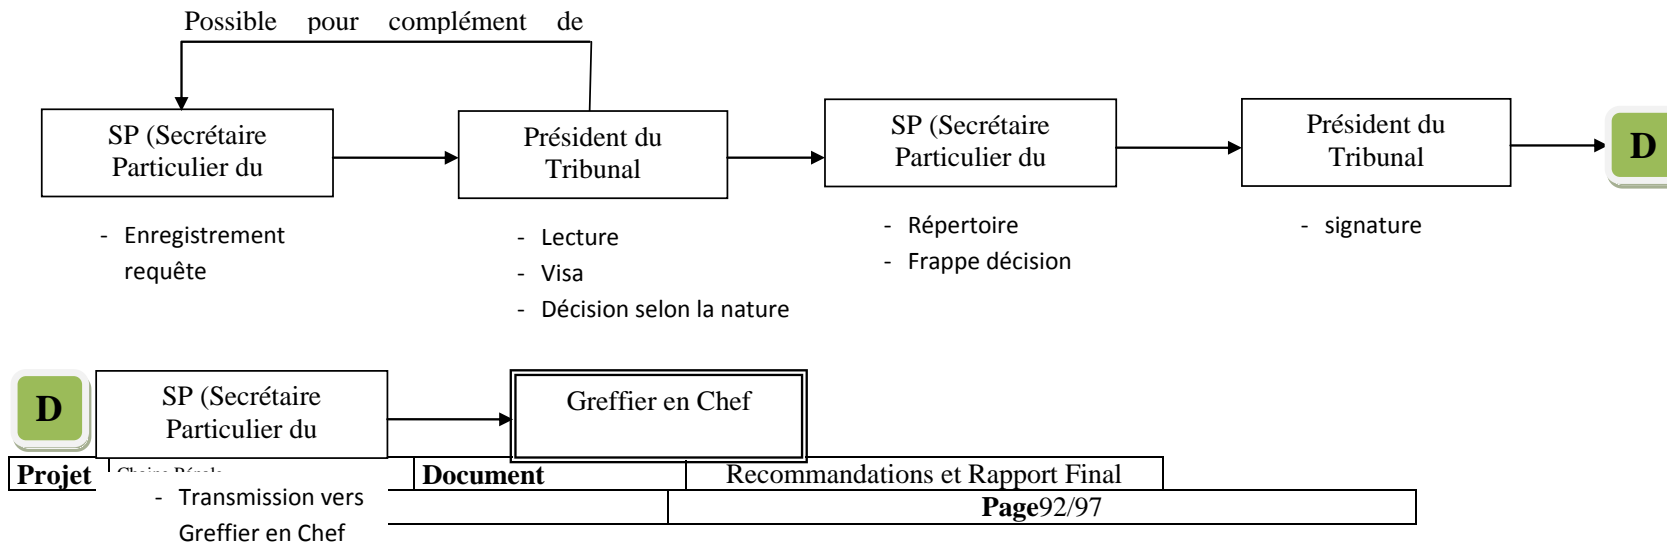 Possible pour complément de
SP (Secrétaire
Particulier du
Président du
Tribunal
SP (Secrétaire
Particulier du
Président du
Tribunal
D
- Enregistrement
requête
- Lecture
- Visa
- Décision selon la nature
- Répertoire
- Frappe décision
- signature
D
SP (Secrétaire
Particulier du
Greffier en Chef
Projet
Document
Recommandations et Rapport Final
- Transmission vers
Greffier en Chef
Page92/97